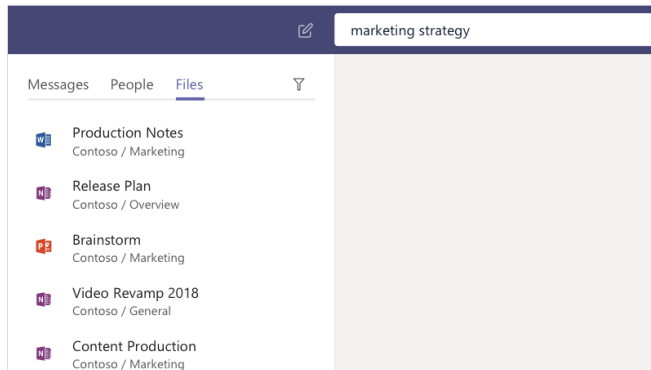 marketing strategy
Messages People Files
Production Notes
Contoso / Marketing
Release Plan
Contoso / Overview
Brainstorm
Contoso / Marketing
Video Revamp 2018
Contoso / General
Content Production
Contoso / Marketing